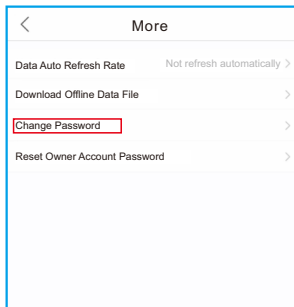 More
Data Auto Refresh Rate Not refresh automatically
Download Offline Data File
Change Password
Reset Owner Account Password